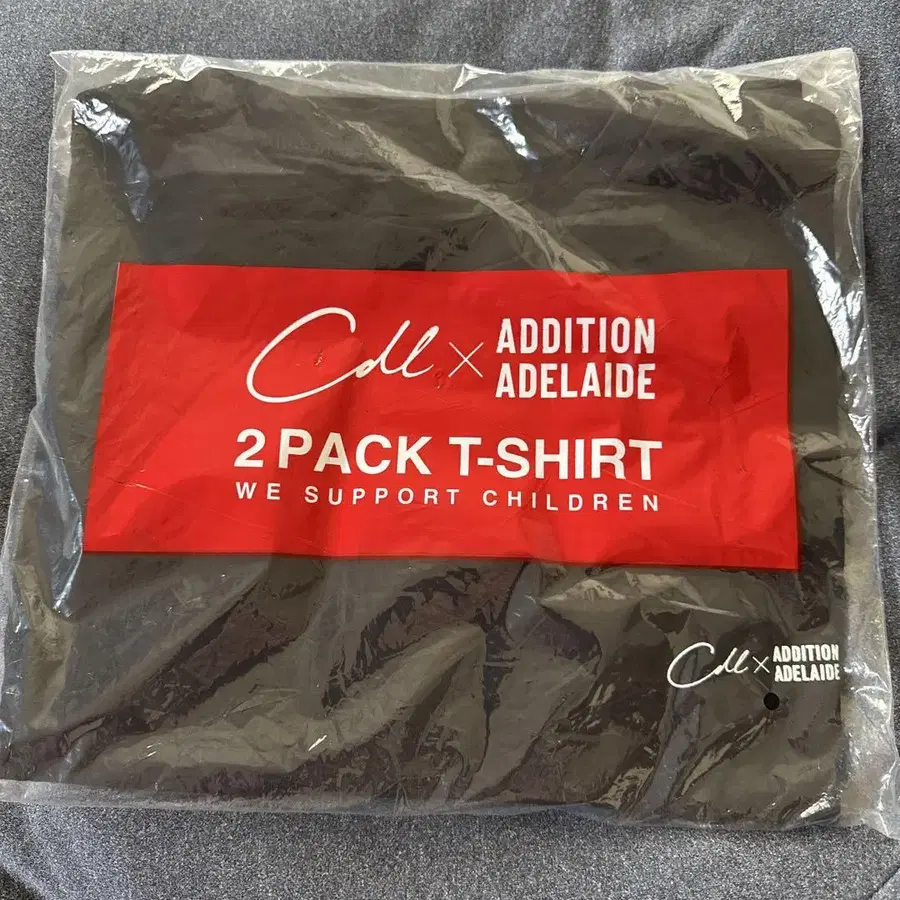 Cdl × ADDITION
ADELAIDE
2 PACK T-SHIRT
WE SUPPORT CHILDREN
Cdl × ADDITION
ADELAIDE